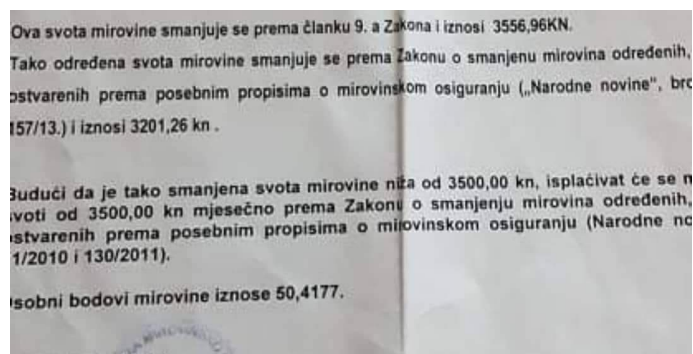 Ova svota mirovine smanjuje se prema članku 9. a Zakona i iznosi 3556,96KN.
Tako određena svota mirovine smanjuje se prema Zakonu o smanjenu mirovina određenih,
ostvarenih prema posebnim propisima o mirovinskom osiguranju („Narodne novine“, bro
157/13.) i iznosi 3201,26 kn .
Budući da je tako smanjena svota mirovine niža od 3500,00 kn, isplaćivat će se
svoti od 3500,00 kn mjesečno prema Zakonu o smanjenju mirovina određenih,
ostvarenih prema posebnim propisima o mirovinskom osiguranju (Narodne no
1/2010 i 130/2011).
Osobni bodovi mirovine iznose 50,4177.